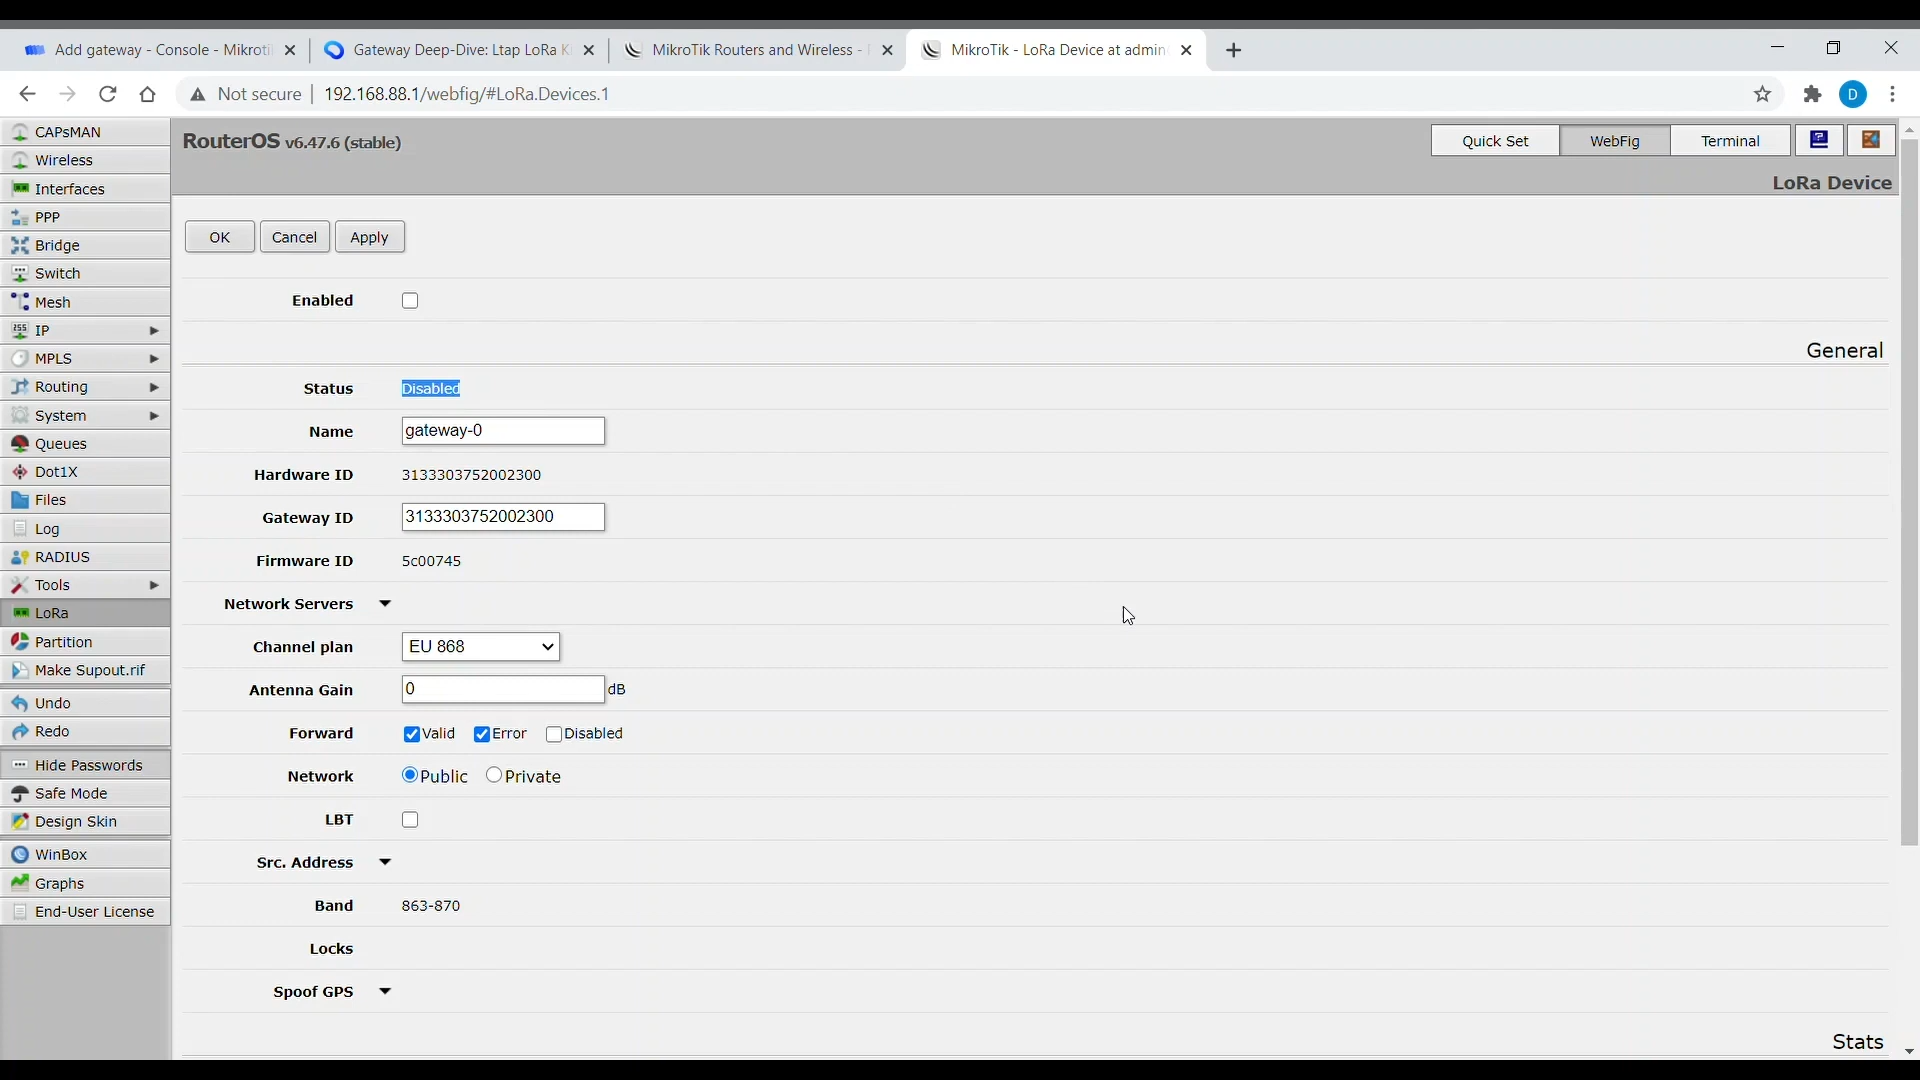 Add gateway - Console - Mikroti
Gateway Deep-Dive: Ltap LoRa K
MikroTik Routers and Wireless -
MikroTik - LoRa Device at admin
Not secure
192.168.88.1/webfig/#LoRa.Devices.1
D
CAPsMAN
Wireless
Interfaces
PPP
Bridge
Switch
Mesh
IP
MPLS
Routing
System
Queues
Dot1X
Files
Log
RADIUS
Tools
LoRa
Partition
Make Supout.rif
Undo
Redo
Hide Passwords
Safe Mode
Design Skin
WinBox
Graphs
End-User License
RouterOS v6.47.6 (stable)
Quick Set
WebFig
Terminal
LoRa Device
OK
Cancel
Apply
Enabled
General
Status Disabled
Name gateway-0
Hardware ID 3133303752002300
Gateway ID 3133303752002300
Firmware ID 5c00745
Network Servers
Channel plan EU 868
Antenna Gain 0 dB
Forward Valid Error Disabled
Network Public Private
LBT
Src. Address
Band 863-870
Locks
Spoof GPS
Stats